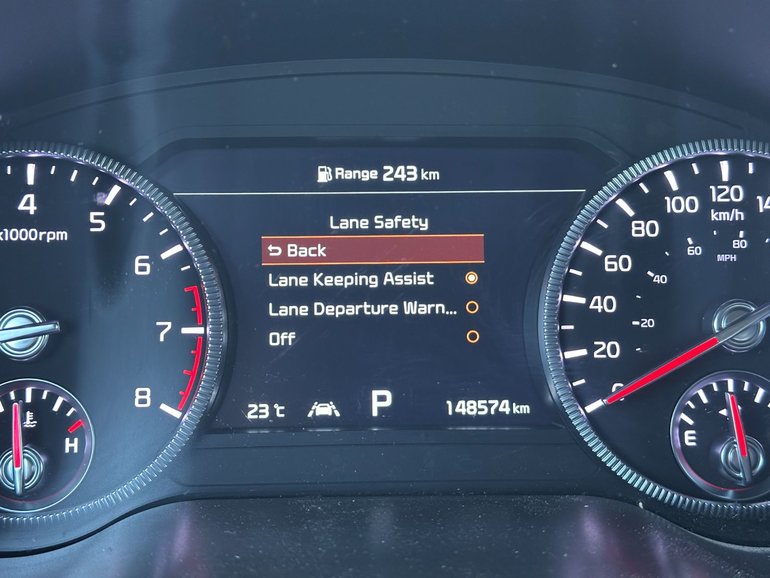 Range 243 km
Lane Safety
Back
Lane Keeping Assist
Lane Departure Warn...
Off
23 °C
P
148574 km
4
5
x1000rpm
6
7
8
H
120
100
km/h
80
60
40
20
0
80
60
MPH
40
20
E